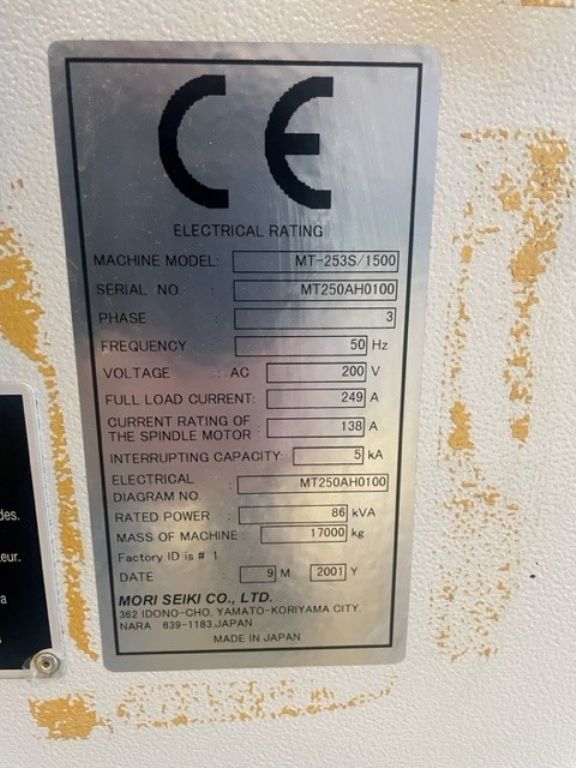 CE
ELECTRICAL RATING
MACHINE MODEL: MT-253S/1500
SERIAL NO. : MT250AH0100
PHASE : 3
FREQUENCY : 50 Hz
VOLTAGE : AC 200 V
FULL LOAD CURRENT: 249 A
CURRENT RATING OF
THE SPINDLE MOTOR : 138 A
INTERRUPTING CAPACITY: 5 kA
ELECTRICAL
DIAGRAM NO. : MT250AH0100
RATED POWER : 86 kVA
MASS OF MACHINE : 17000 kg
Factory ID is # 1
DATE : 9 M 2001 Y
MORI SEIKI CO., LTD.
362 IDONO-CHO, YAMATO-KORIYAMA CITY.
NARA 639-1183.JAPAN
MADE IN JAPAN